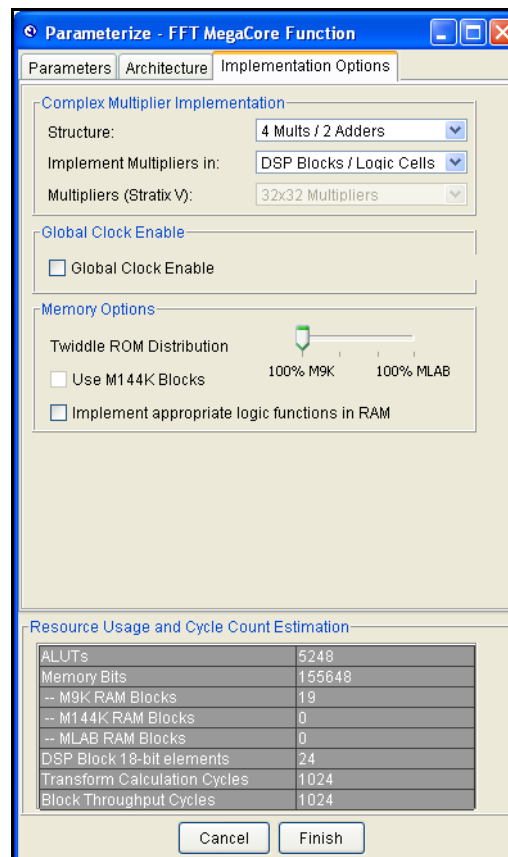 Parameterize - FFT MegaCore Function
Parameters Architecture Implementation Options
Complex Multiplier Implementation
Structure: 4 Mults / 2 Adders
Implement Multipliers in: DSP Blocks / Logic Cells
Multipliers (Stratix V): 32x32 Multipliers
Global Clock Enable
Global Clock Enable
Memory Options
Twiddle ROM Distribution
100% M9K 100% MLAB
Use M144K Blocks
Implement appropriate logic functions in RAM
Resource Usage and Cycle Count Estimation
ALUTs 5248
Memory Bits 155648
-- M9K RAM Blocks 19
-- M144K RAM Blocks 0
-- MLAB RAM Blocks 0
DSP Block 18-bit elements 24
Transform Calculation Cycles 1024
Block Throughput Cycles 1024
Cancel Finish